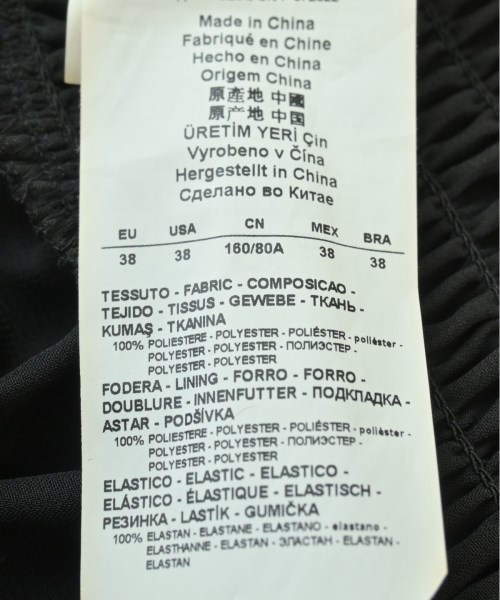 Made in China
Fabriqué en Chine
Hecho en China
Origem China
原產地 中國
原产地 中国
ÜRETİM YERİ Çin
Vyrobeno v Čína
Hergestellt in China
Сделано во Китае
EU USA CN MEX BRA
38 38 160/80A 38 38
TESSUTO - FABRIC - COMPOSICAO -
TEJIDO - TISSUS - GEWEBE - ТКАНЬ -
KUMAŞ - TKANINA
100% POLIESTERE - POLYESTER - POLIÉSTER - poliéster -
POLYESTER - POLYESTER - ПОЛИЭСТЕР -
POLYESTER - POLYESTER
FODERA - LINING - FORRO - FORRO -
DOUBLURE - INNENFUTTER - ПОДКЛАДКА -
ASTAR - PODŠÍVKA
100% POLIESTERE - POLYESTER - POLIÉSTER - poliéster -
POLYESTER - POLYESTER - ПОЛИЭСТЕР -
POLYESTER - POLYESTER
ELASTICO - ELASTIC - ELASTICO -
ELÁSTICO - ÉLASTIQUE - ELASTISCH -
РЕЗИНКА - LASTİK - GUMIČKA
100% ELASTAN - ELASTANE - ELASTANO - elastano -
ELASTHANNE - ELASTAN - ЭЛАСТАН - ELASTAN -
ELASTAN